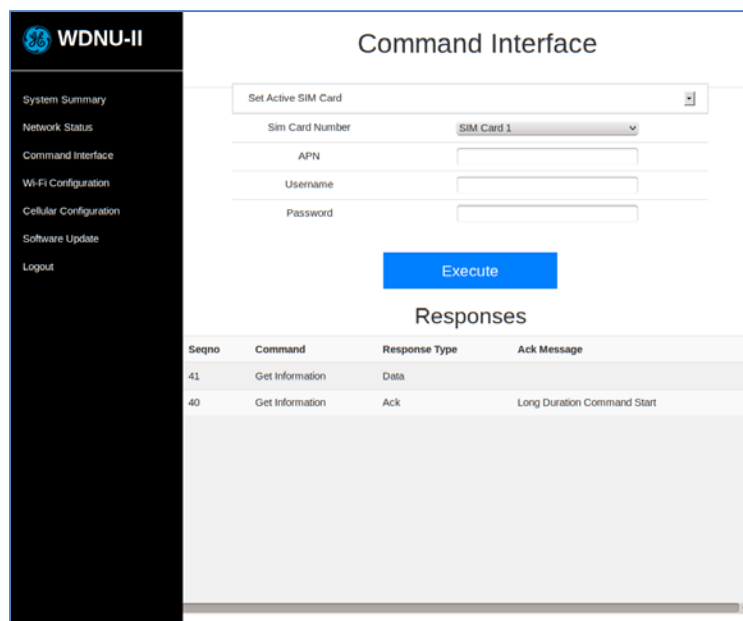 WDNU-II
System Summary
Network Status
Command Interface
Wi-Fi Configuration
Cellular Configuration
Software Update
Logout
Command Interface
Set Active SIM Card
Sim Card Number SIM Card 1
APN
Username
Password
Execute
Responses
Seqno Command Response Type Ack Message
41 Get Information Data
40 Get Information Ack Long Duration Command Start